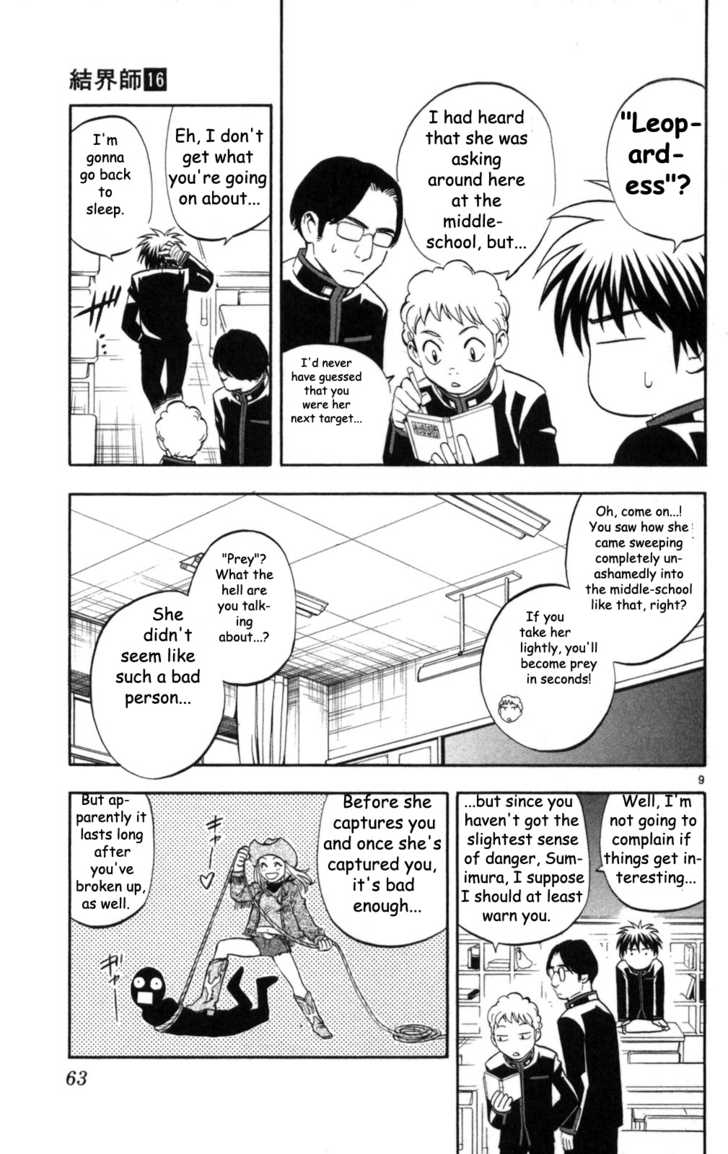 結界師16
"Leop-
ard-
ess"?
I had heard
that she was
asking
around here
at the
middle-
school, but...
I'd never
have guessed
that you
were her
next target...
Eh, I don't
get what
you're going
on about...
I'm
gonna
go back
to
sleep.
Oh, come on...!
You saw how she
came sweeping
completely un-
ashamedly into
the middle-school
like that, right?
If you
take her
lightly, you'll
become prey
in seconds!
"Prey"?
What the
hell are
you talk-
ing
about...?
She
didn't
seem like
such a bad
person...
9
Well, I'm
not going to
complain if
things get in-
teresting...
...but since you
haven't got the
slightest sense
of danger, Sum-
imura, I suppose
I should at least
warn you.
Before she
captures you
and once she's
captured you,
it's bad
enough...
But ap-
parently it
lasts long
after
you've
broken up,
as well.
ギュ
ギュ
63